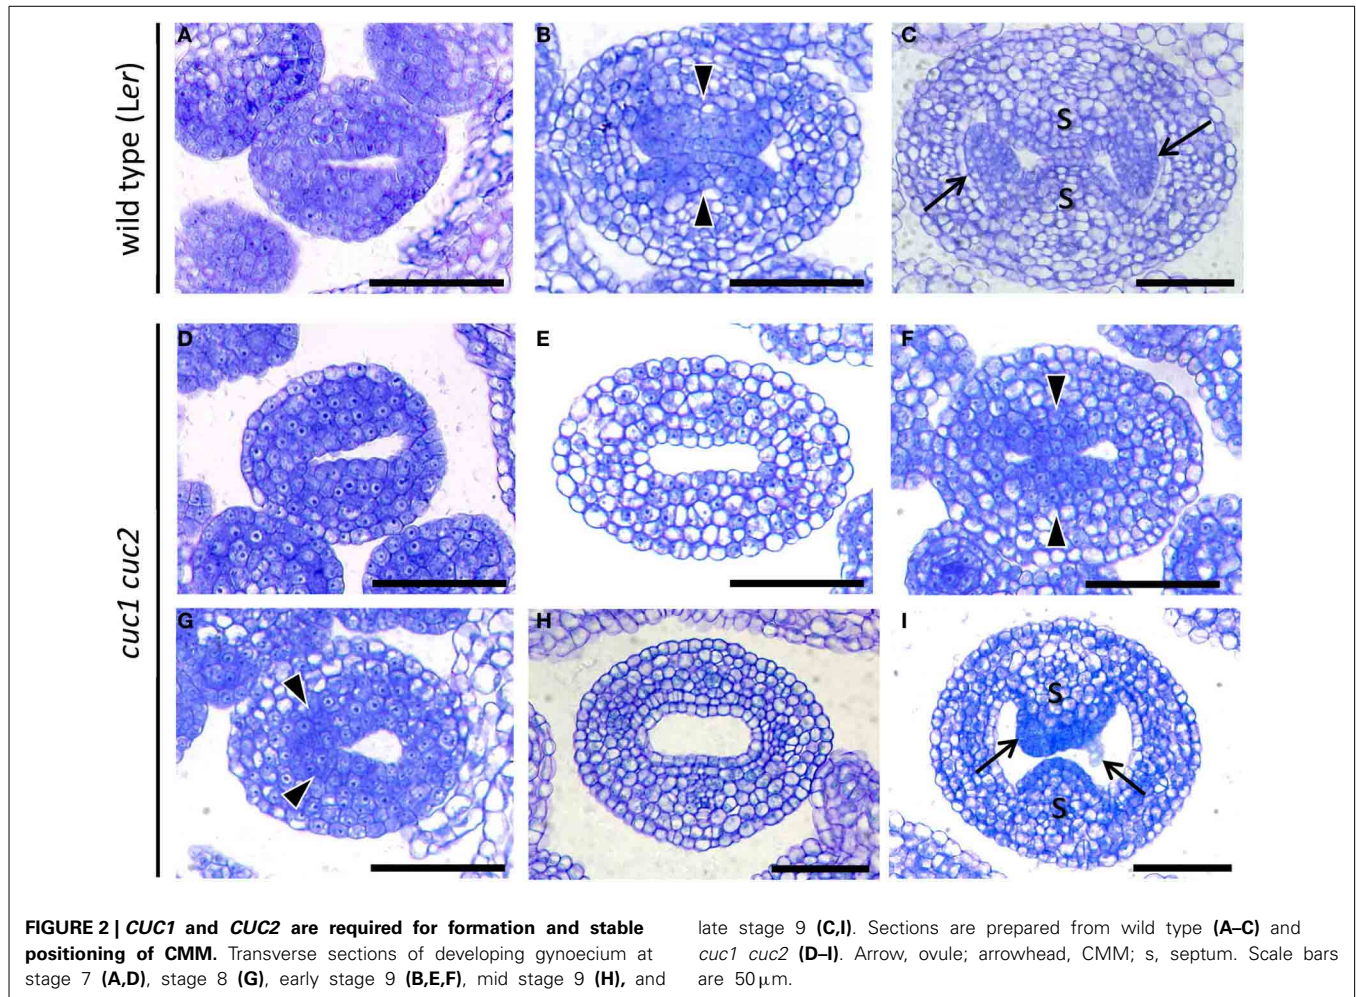 wild type (Ler)
A
B
C
S
S
cuc1 cuc2
D
E
F
G
H
I
S
S
FIGURE 2 | CUC1 and CUC2 are required for formation and stable
positioning of CMM. Transverse sections of developing gynoecium at
stage 7 (A,D), stage 8 (G), early stage 9 (B,E,F), mid stage 9 (H), and
late stage 9 (C,I). Sections are prepared from wild type (A–C) and
cuc1 cuc2 (D–I). Arrow, ovule; arrowhead, CMM; s, septum. Scale bars
are 50 μm.